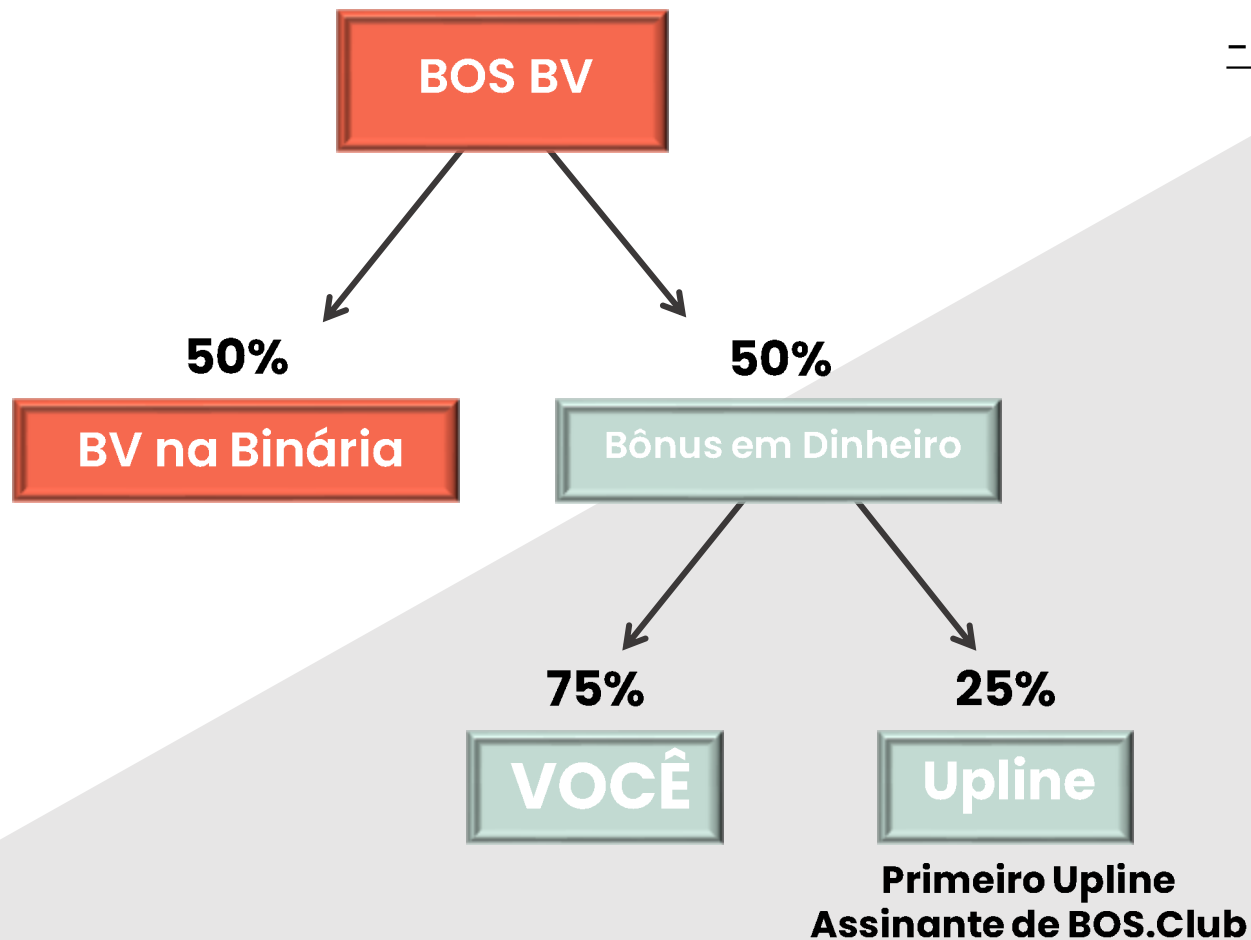 BOS BV
50%
50%
BV na Binária
Bônus em Dinheiro
75%
25%
VOCÊ
Upline
Primeiro Upline
Assinante de BOS.Club